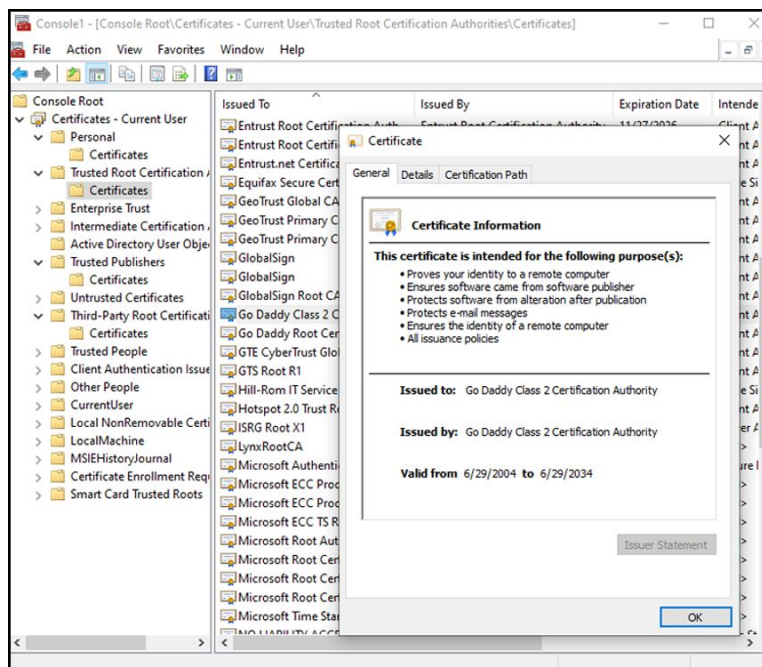 Console1 - [Console Root\Certificates - Current User\Trusted Root Certification Authorities\Certificates]
File Action View Favorites Window Help
Console Root
Certificates - Current User
Personal
Certificates
Trusted Root Certification
Certificates
Enterprise Trust
Intermediate Certification
Active Directory User Obje
Trusted Publishers
Certificates
Untrusted Certificates
Third-Party Root Certificati
Certificates
Trusted People
Client Authentication Issue
Other People
CurrentUser
Local NonRemovable Certi
LocalMachine
MSIEHistoryJournal
Certificate Enrollment Requ
Smart Card Trusted Roots
Issued To Issued By Expiration Date Intende
Entrust Root Certification Auth Entrust Root Certification Authority 11/27/2026 Client A
Entrust Root Certifi
Entrust.net Certifica
Equifax Secure Cert
GeoTrust Global CA
GeoTrust Primary C
GeoTrust Primary C
GlobalSign
GlobalSign
GlobalSign Root CA
Go Daddy Class 2 C
Go Daddy Root Cer
GTE CyberTrust Glo
GTS Root R1
Hill-Rom IT Service
Hotspot 2.0 Trust R
ISRG Root X1
LynxRootCA
Microsoft Authenti
Microsoft ECC Proc
Microsoft ECC Proc
Microsoft ECC TS R
Microsoft Root Aut
Microsoft Root Cer
Microsoft Root Cer
Microsoft Root Cer
Microsoft Time Star
Certificate
General Details Certification Path
Certificate Information
This certificate is intended for the following purpose(s):
• Proves your identity to a remote computer
• Ensures software came from software publisher
• Protects software from alteration after publication
• Protects e-mail messages
• Ensures the identity of a remote computer
• All issuance policies
Issued to: Go Daddy Class 2 Certification Authority
Issued by: Go Daddy Class 2 Certification Authority
Valid from 6/29/2004 to 6/29/2034
Issuer Statement
OK